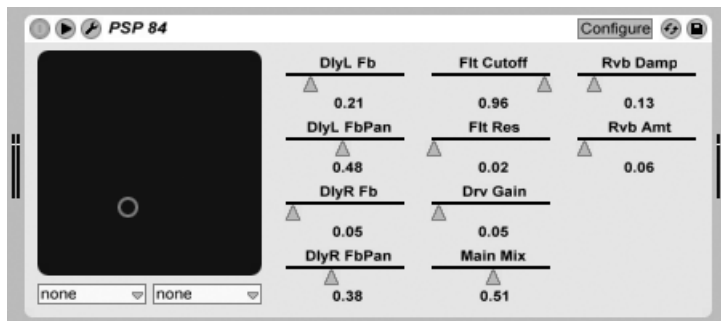 PSP 84
Configure
DlyL Fb
0.21
DlyL FbPan
0.48
DlyR Fb
0.05
DlyR FbPan
0.38
Flt Cutoff
0.96
Flt Res
0.02
Drv Gain
0.05
Main Mix
0.51
Rvb Damp
0.13
Rvb Amt
0.06
none
none